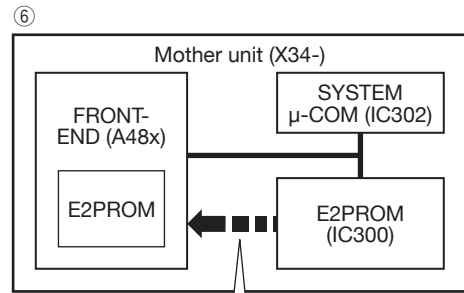 ⑥
Mother unit (X34-)
FRONT-
END (A48x)
E2PROM
SYSTEM
μ-COM (IC302)
E2PROM
(IC300)